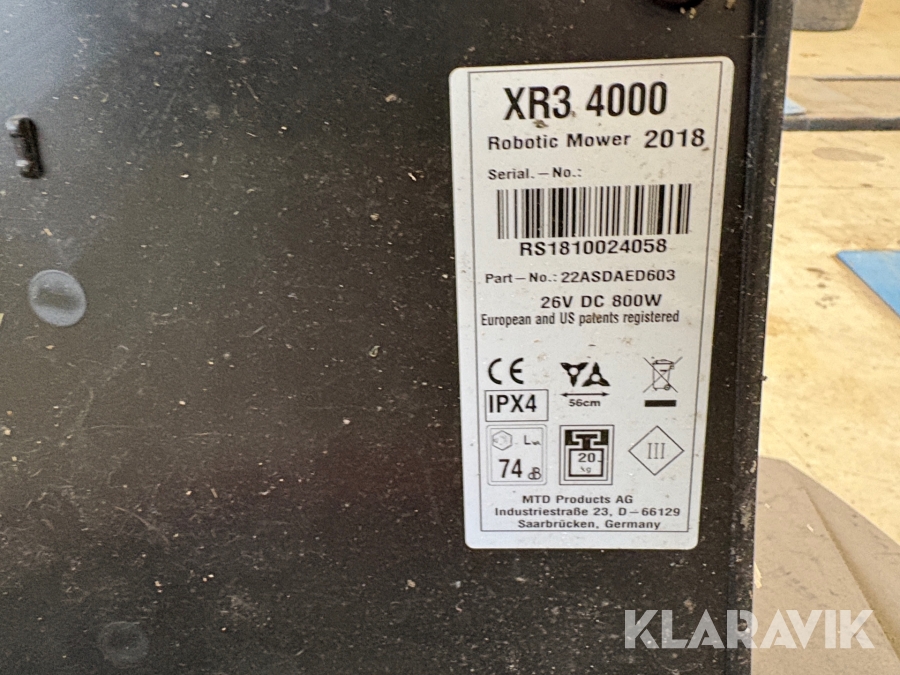 XR3 4000
Robotic Mower 2018
Serial.-No.:
RS1810024058
Part-No.: 22ASDAED603
26V DC 800W
European and US patents registered
CE
IPX4
56cm
74 dB
20 kg
III
MTD Products AG
Industriestraße 23, D-66129
Saarbrücken, Germany
KLARAVIK